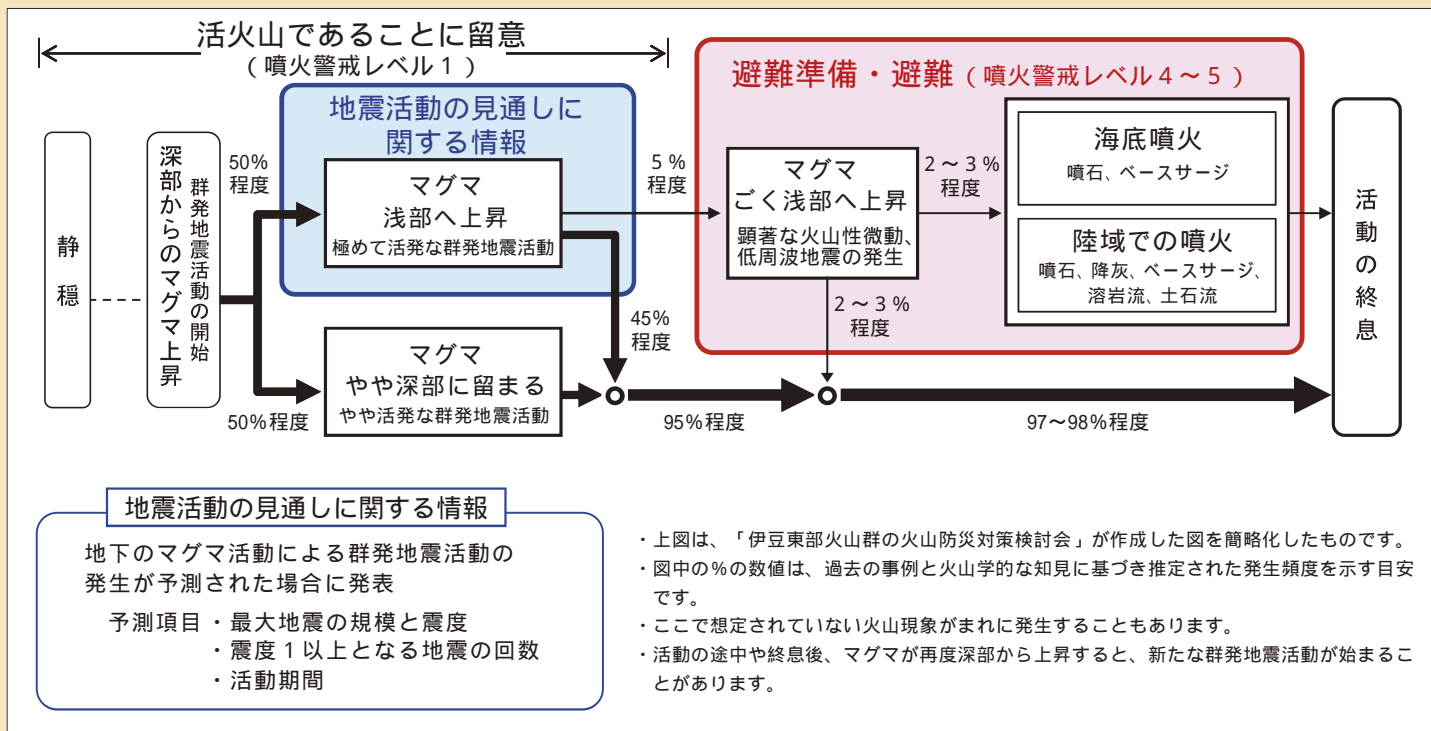 活火山であることに留意
(噴火警戒レベル1)
静穏
深部からのマグマ上昇
群発地震活動の開始
50%
程度
50%程度
地震活動の見通しに
関する情報
マグマ
浅部へ上昇
極めて活発な群発地震活動
マグマ
やや深部に留まる
やや活発な群発地震活動
5%
程度
45%
程度
95%程度
避難準備・避難(噴火警戒レベル4~5)
マグマ
ごく浅部へ上昇
顕著な火山性微動、
低周波地震の発生
2~3%
程度
2~3%
程度
海底噴火
噴石、ベースサージ
陸域での噴火
噴石、降灰、ベースサージ、
溶岩流、土石流
97~98%程度
活動の終息
地震活動の見通しに関する情報
地下のマグマ活動による群発地震活動の
発生が予測された場合に発表
予測項目・最大地震の規模と震度
・震度1以上となる地震の回数
・活動期間
・上図は、「伊豆東部火山群の火山防災対策検討会」が作成した図を簡略化したものです。
・図中の%の数値は、過去の事例と火山学的な知見に基づき推定された発生頻度を示す目安
です。
・ここで想定されていない火山現象がまれに発生することもあります。
・活動の途中や終息後、マグマが再度深部から上昇すると、新たな群発地震活動が始まるこ
とがあります。